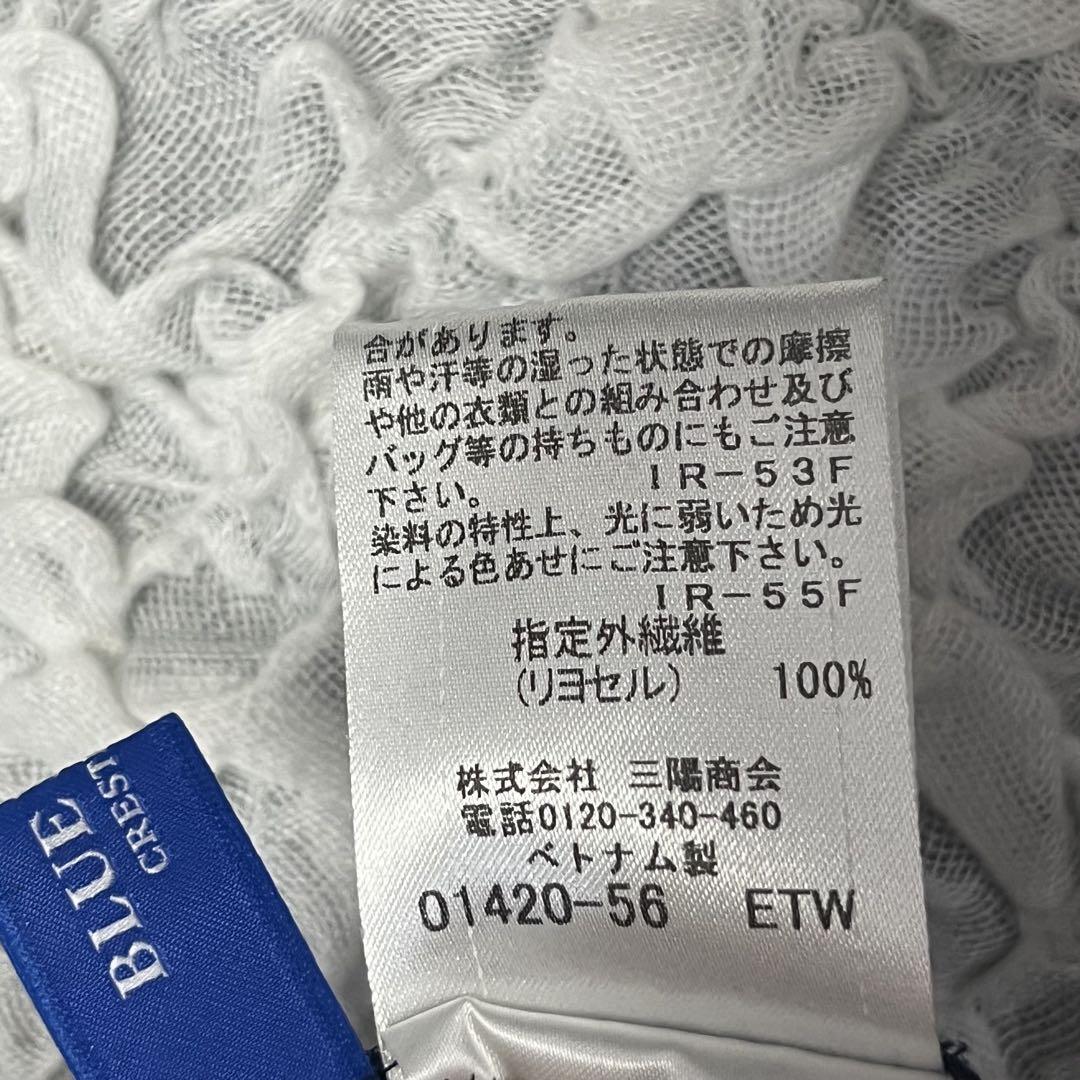 合があります。
雨や汗等の湿った状態での摩擦
や他の衣類との組み合わせ及び
バッグ等の持ちものにもご注意
下さい。 IR-53F
染料の特性上、光に弱いため光
による色あせにご注意下さい。
IR-55F
指定外繊維
(リヨセル) 100%
株式会社 三陽商会
電話0120-340-460
ベトナム製
01420-56 ETW
BLUE
CREST